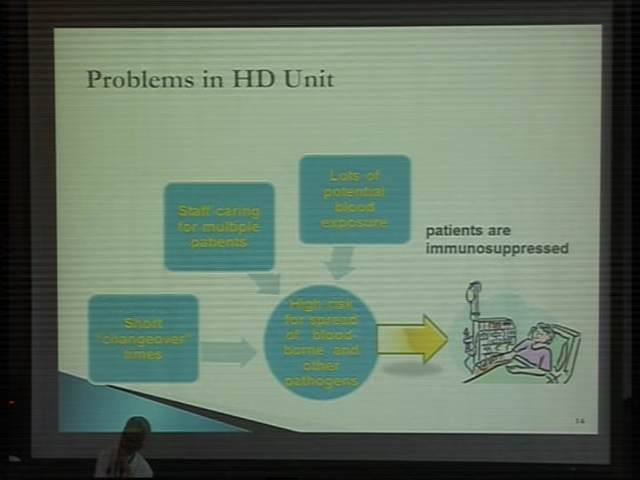 Problems in HD Unit
Lots of
potential
blood
exposure
Staff caring
for multiple
patients
patients are
immunosuppressed
Short
"changeover"
times
High risk
for spread
of blood-
borne and
other
pathogens
14